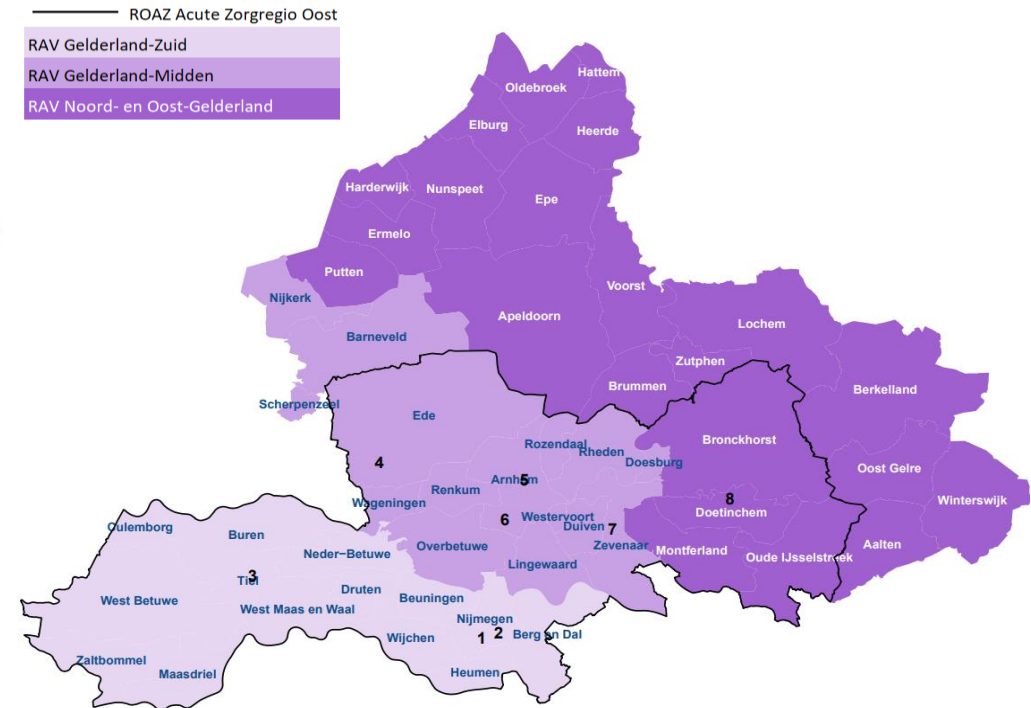 ROAZ Acute Zorgregio Oost
RAV Gelderland-Zuid
RAV Gelderland-Midden
RAV Noord- en Oost-Gelderland
Hattem
Oldebroek
Elburg
Heerde
Harderwijk
Nunspeet
Epe
Ermelo
Putten
Voorst
Nijkerk
Apeldoorn
Lochem
Barneveld
Zutphen
Brummen
Berkelland
Scherpenzeel
Ede
Bronckhorst
Rozendaal
Rheden
Doesburg
4
Oost Gelre
Arnhem
5
Renkum
Winterswijk
8
Wageningen
Doetinchem
6
Westervoort
Duiven
7
Culemborg
Buren
Overbetuwe
Zevenaar
Montferland
Aalten
Neder-Betuwe
Oude IJsselstreek
Lingewaard
3
Tiel
Druten
West Betuwe
Beuningen
West Maas en Waal
Nijmegen
Wijchen
1
2
Berg en Dal
Zaltbommel
Maasdriel
Heumen